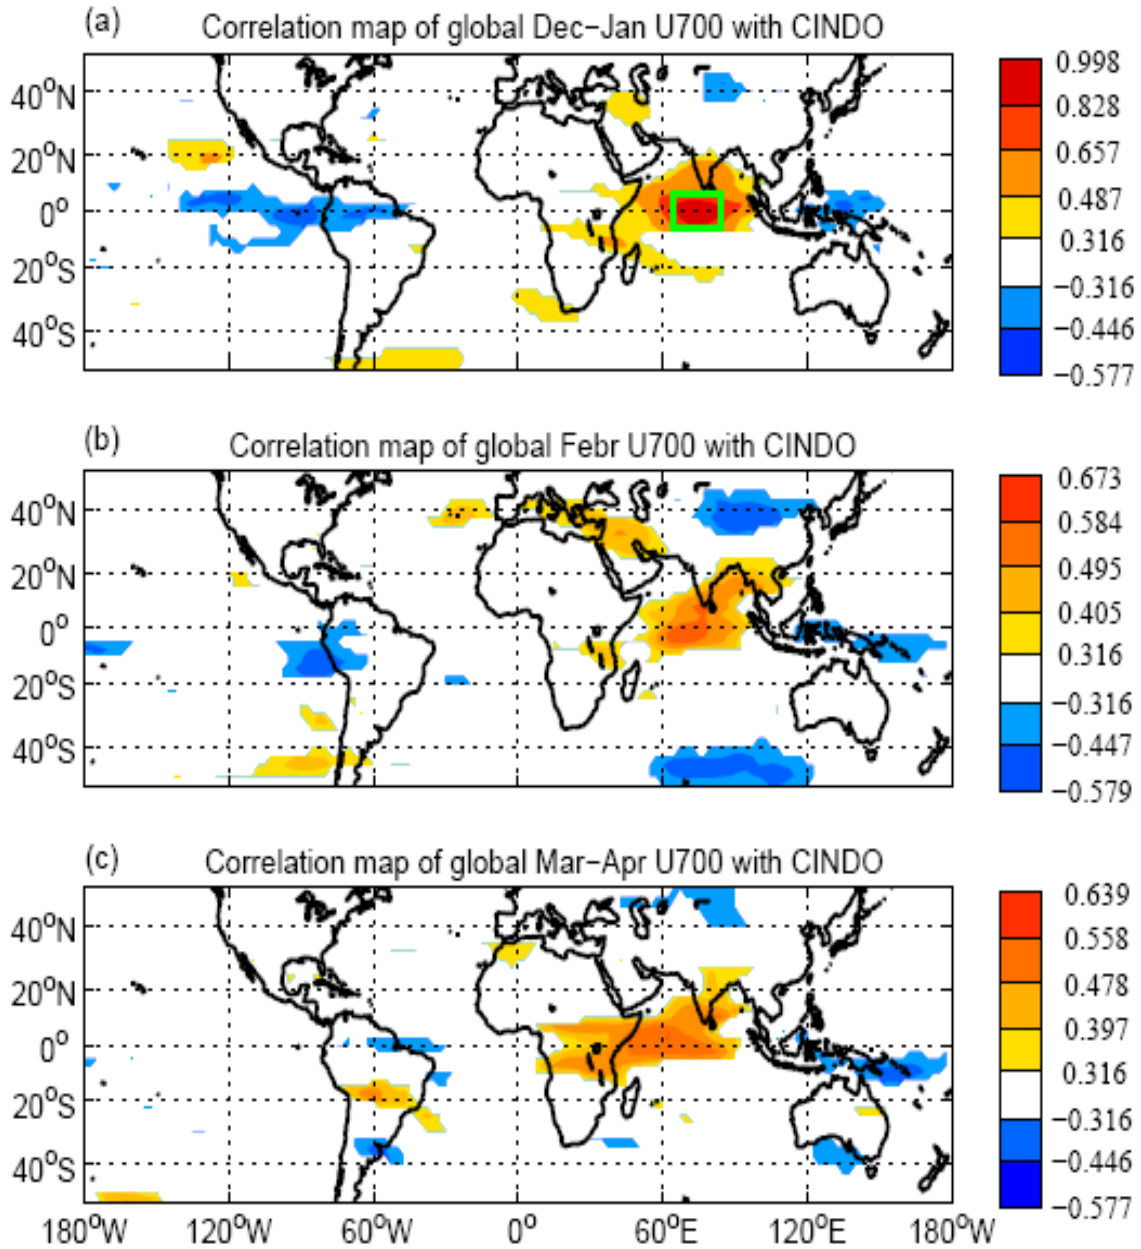 (a) Correlation map of global Dec−Jan U700 with CINDO
40°N
20°N
0°
20°S
40°S
0.998
0.828
0.657
0.487
0.316
−0.316
−0.446
−0.577
(b) Correlation map of global Febr U700 with CINDO
40°N
20°N
0°
20°S
40°S
0.673
0.584
0.495
0.405
0.316
−0.316
−0.447
−0.579
(c) Correlation map of global Mar−Apr U700 with CINDO
40°N
20°N
0°
20°S
40°S
0.639
0.558
0.478
0.397
0.316
−0.316
−0.446
−0.577
180°W 120°W 60°W 0° 60°E 120°E 180°W